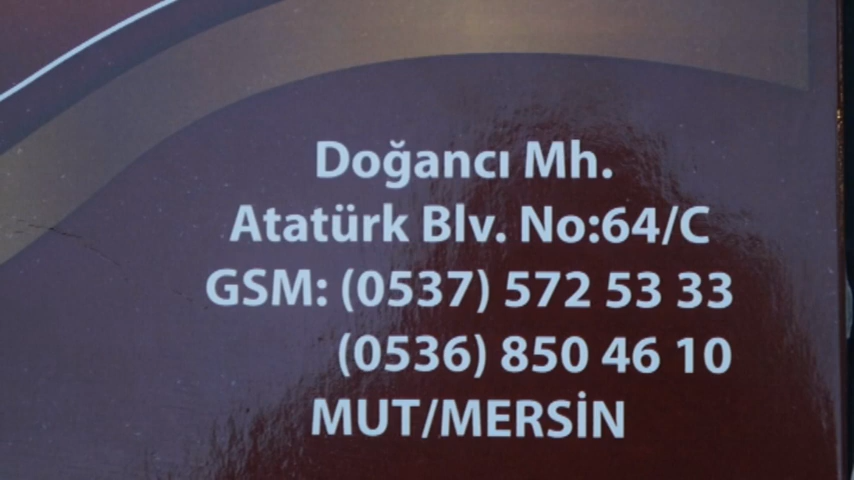 Doğancı Mh.
Atatürk Blv. No:64/C
GSM: (0537) 572 53 33
(0536) 850 46 10
MUT/MERSİN